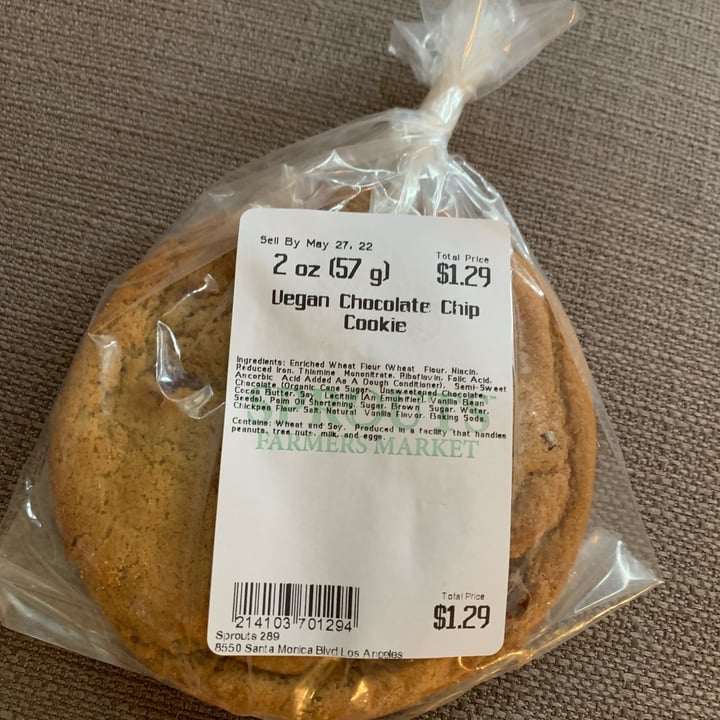 Sell By May 27, 22
Total Price
2 oz (57 g)
$1.29
Vegan Chocolate Chip
Cookie
Ingredients: Enriched Wheat Flour (Wheat Flour, Niacin,
Reduced Iron, Thiamine Mononitrate, Riboflavin, Folic Acid,
Ascorbic Acid Added As A Dough Conditioner), Semi-Sweet
Chocolate (Organic Cane Sugar, Unsweetened Chocolate,
Cocoa Butter, Soy Lecithin [An Emulsifier], Vanilla Bean
Seeds), Palm Oil Shortening, Sugar, Brown Sugar, Water,
Chickpea Flour, Salt, Natural Vanilla Flavor, Baking Soda.
SPROUTS
Contains: Wheat and Soy. Produced in a facility that handles
peanuts, tree nuts, milk, and eggs
FARMERS MARKET
Total Price
$1.29
214103 701294
Sprouts 289
8550 Santa Monica Blvd Los Angeles